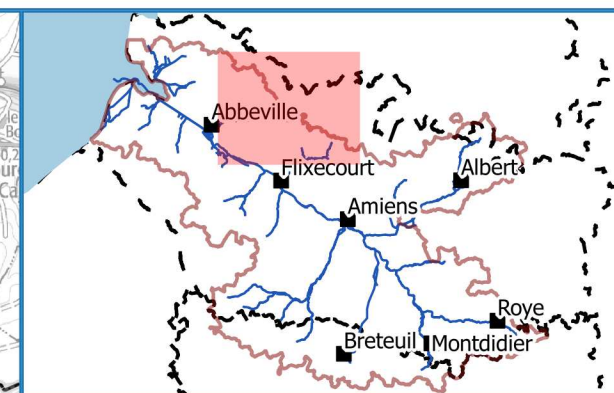 Abbeville
Flixecourt
Albert
Amiens
Roye
Breteuil
Montdidier